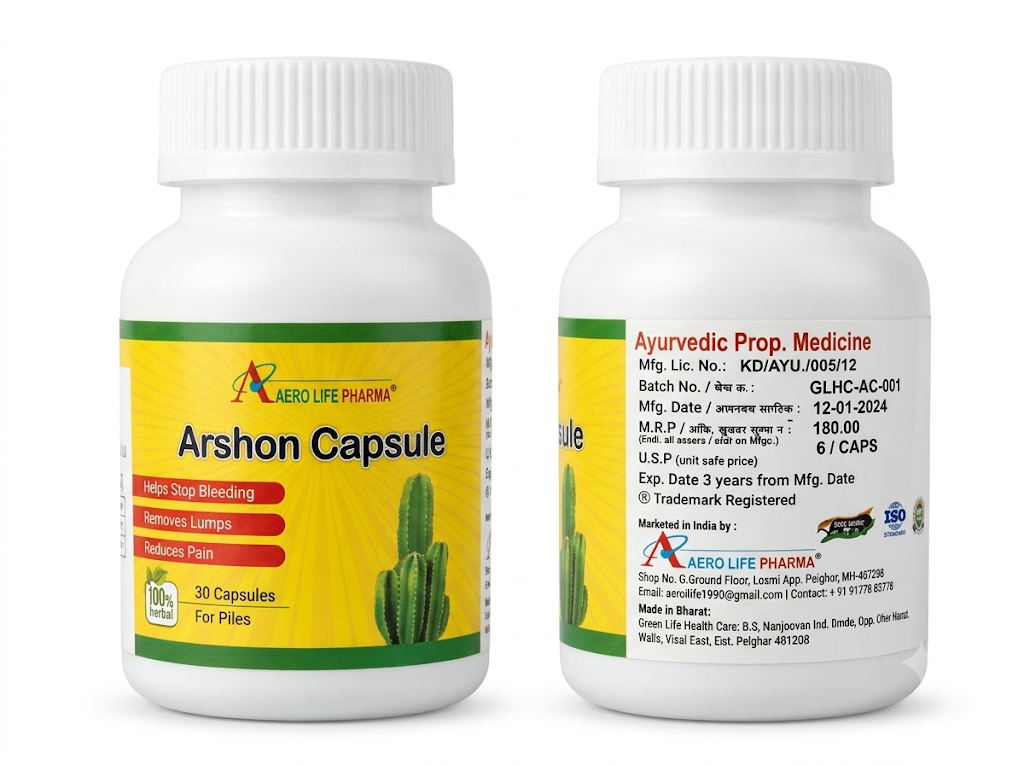 AERO LIFE PHARMA®
Arshon Capsule
Helps Stop Bleeding
Removes Lumps
Reduces Pain
100%
herbal
30 Capsules
For Piles
sule
Ayurvedic Prop. Medicine
Mfg. Lic. No.: KD/AYU./005/12
Batch No. / बेच क.: GLHC-AC-001
Mfg. Date / : 12-01-2024
M.R.P / : 180.00
(Endi. all assers / on Mfgc.) 6 / CAPS
U.S.P (unit safe price)
Exp. Date 3 years from Mfg. Date
® Trademark Registered
Marketed in India by :
ISO
AERO LIFE PHARMA®
Shop No. G.Ground Floor, Losmi App. Peighor, MH-467298
Email: aeroilife1990@gmail.com | Contact: + 91 91778 83778
Made in Bharat:
Green Life Health Care: B.S, Nanjoovan Ind. Dmde, Opp. Oher
Walls, Visal East, Eist. Pelghar 481208